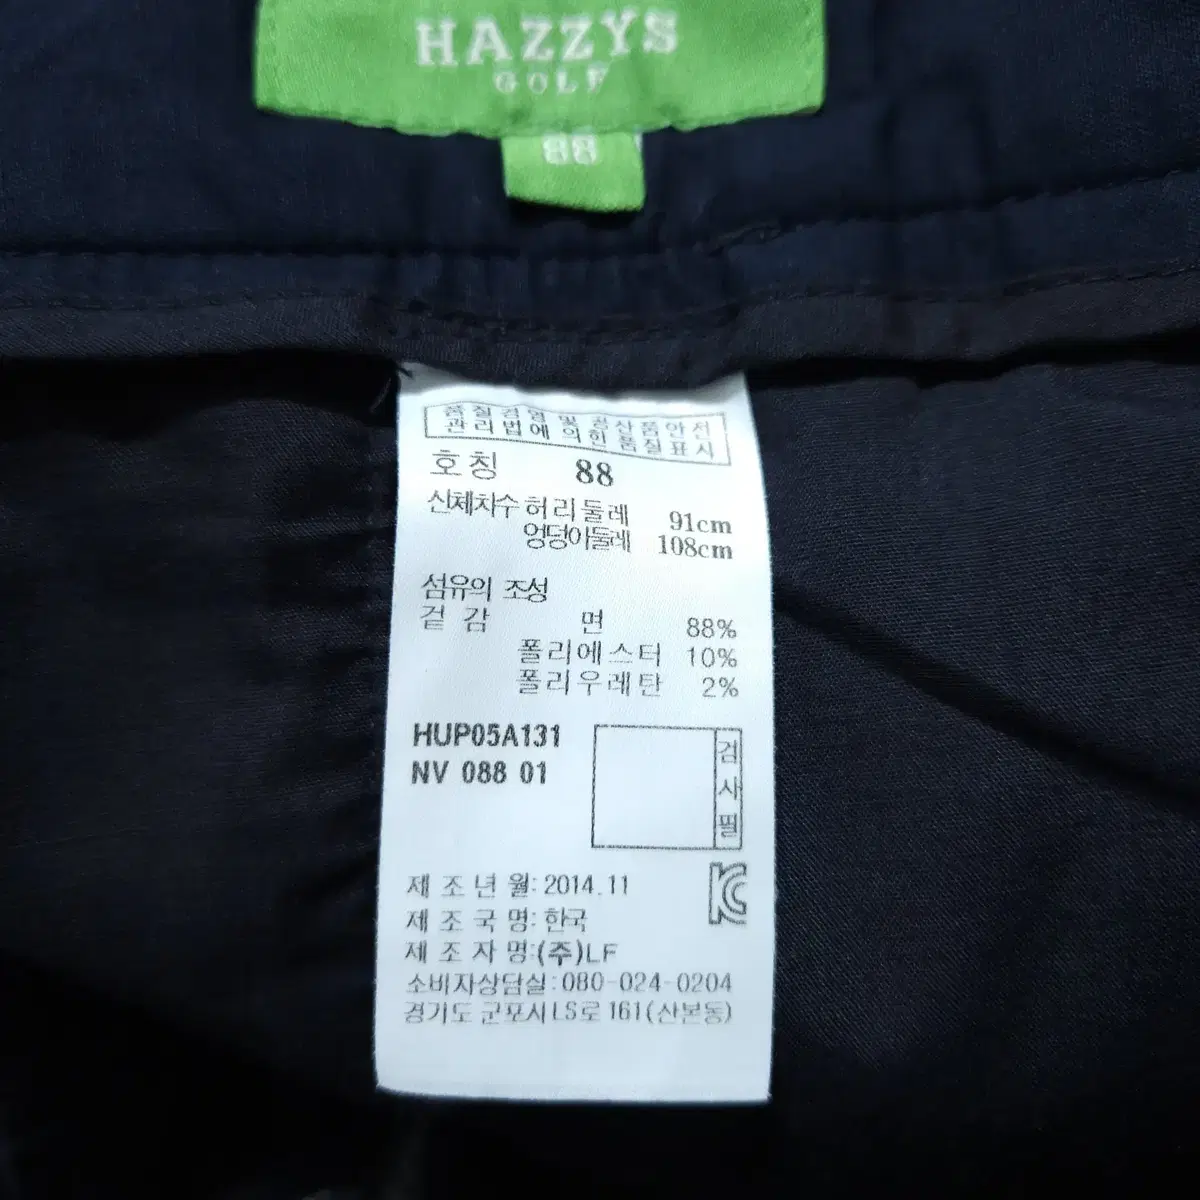 HAZZYS
GOLF
88
품질경영 및 공산품안전
관리법에 의한 품질표시
호칭 88
신체치수 허리둘레 91cm
엉덩이둘레 108cm
섬유의 조성
겉감 면 88%
폴리에스터 10%
폴리우레탄 2%
HUP05A131
NV 088 01
검사필
제조년월: 2014.11
제조국명: 한국
제조자명:(주)LF
소비자상담실:080-024-0204
경기도 군포시 LS로 161(산본동)